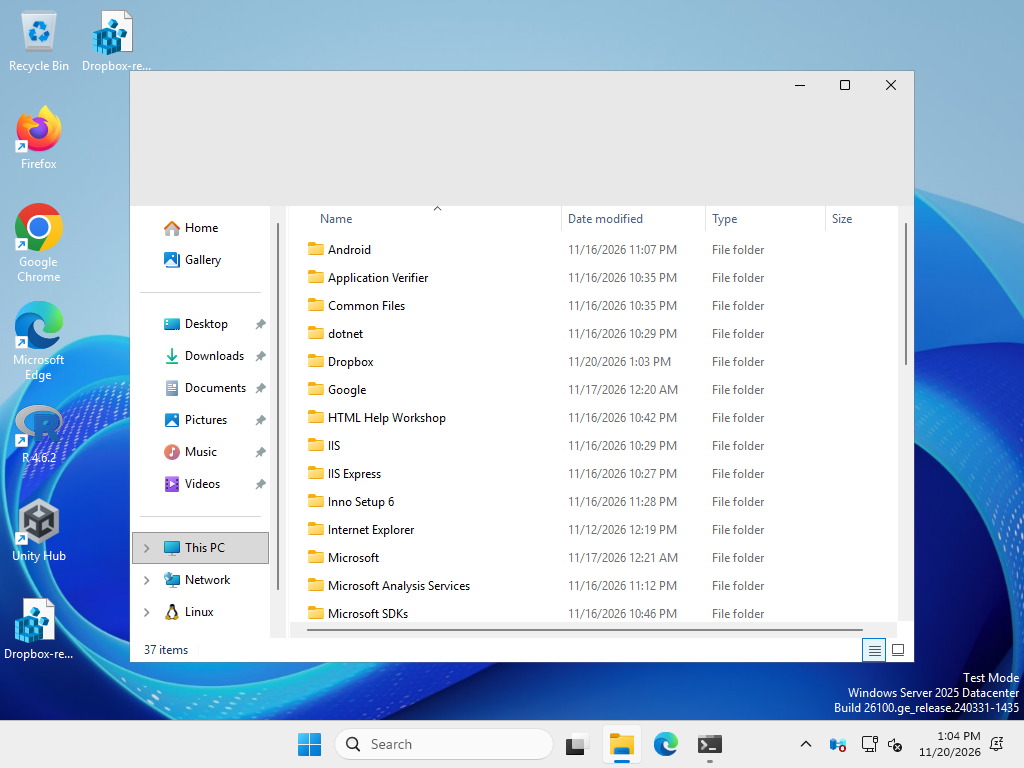 Recycle Bin
Dropbox-re...
Firefox
Google
Chrome
Microsoft
Edge
R 4.6.2
Unity Hub
Dropbox-re...
Home
Gallery
Desktop
Downloads
Documents
Pictures
Music
Videos
This PC
Network
Linux
Name Date modified Type Size
Android 11/16/2026 11:07 PM File folder
Application Verifier 11/16/2026 10:35 PM File folder
Common Files 11/16/2026 10:35 PM File folder
dotnet 11/16/2026 10:29 PM File folder
Dropbox 11/20/2026 1:03 PM File folder
Google 11/17/2026 12:20 AM File folder
HTML Help Workshop 11/16/2026 10:42 PM File folder
IIS 11/16/2026 10:29 PM File folder
IIS Express 11/16/2026 10:27 PM File folder
Inno Setup 6 11/16/2026 11:28 PM File folder
Internet Explorer 11/12/2026 12:19 PM File folder
Microsoft 11/17/2026 12:21 AM File folder
Microsoft Analysis Services 11/16/2026 11:12 PM File folder
Microsoft SDKs 11/16/2026 10:46 PM File folder
37 items
Test Mode
Windows Server 2025 Datacenter
Build 26100.ge_release.240331-1435
Search
1:04 PM
11/20/2026